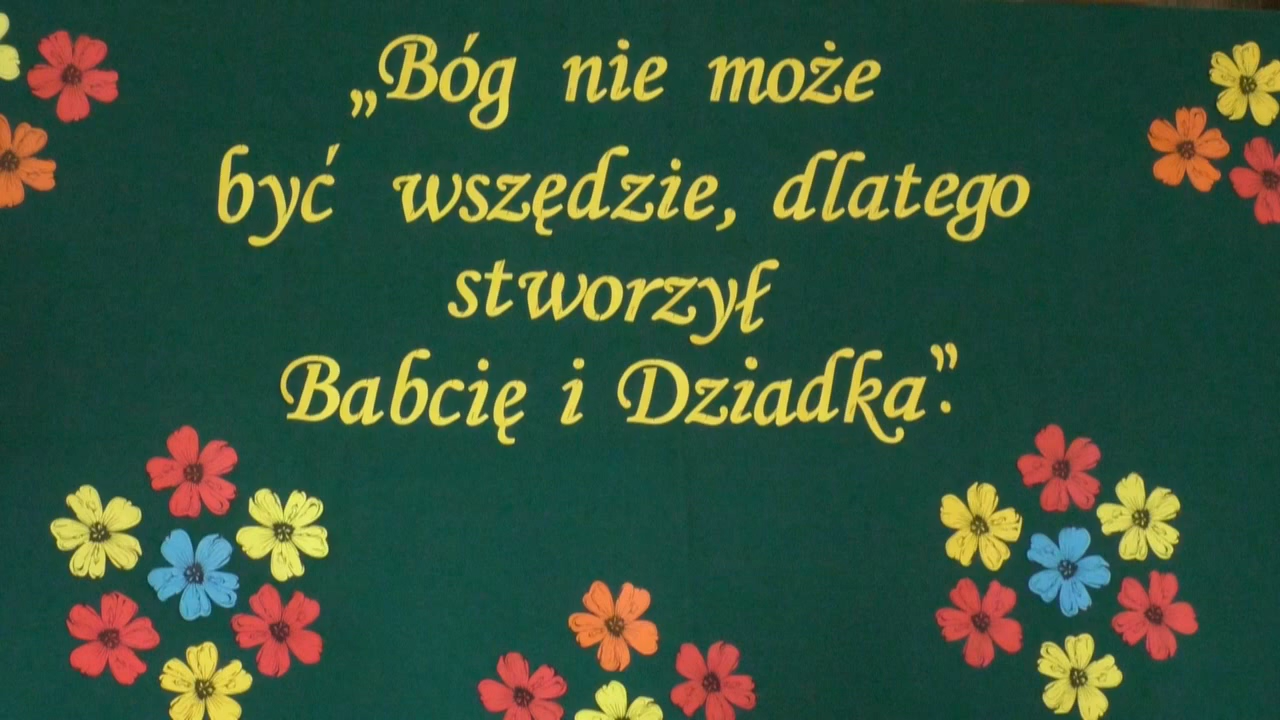 „Bóg nie może
być wszędzie, dlatego
stworzył
Babcię i Dziadka”.